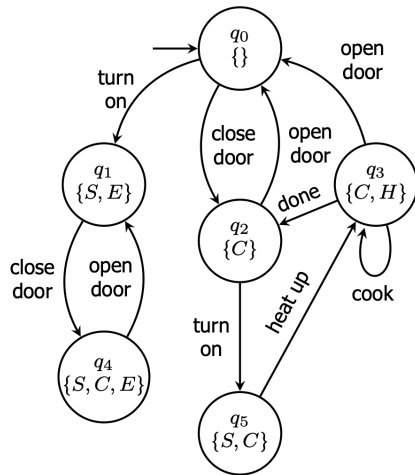 q0
{}
open
door
turn
on
close
door
open
door
q1
{S, E}
q3
{C, H}
done
q2
{C}
close
door
open
door
cook
heat up
turn
on
q4
{S, C, E}
q5
{S, C}